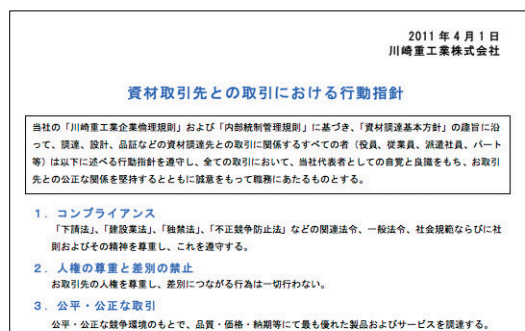 2011年4月1日
川崎重工業株式会社
資材取引先との取引における行動指針
当社の「川崎重工業企業倫理規則」および「内部統制管理規則」に基づき、「資材調達基本方針」の趣旨に沿
って、調達、設計、品証などの資材調達先との取引に関係するすべての者（役員、従業員、派遣社員、パート
等）は以下に述べる行動指針を遵守し、全ての取引において、当社代表者としての自覚と良識をもち、お取引
先との公正な関係を堅持するとともに誠意をもって職務にあたるものとする。
1．コンプライアンス
「下請法」、「建設業法」、「独禁法」、「不正競争防止法」などの関連法令、一般法令、社会規範ならびに社
則およびその精神を尊重し、これを遵守する。
2．人権の尊重と差別の禁止
お取引先の人権を尊重し、差別につながる行為は一切行わない。
3．公平・公正な取引
公平・公正な競争環境のもとで、品質・価格・納期等にて最も優れた製品およびサービスを調達する。